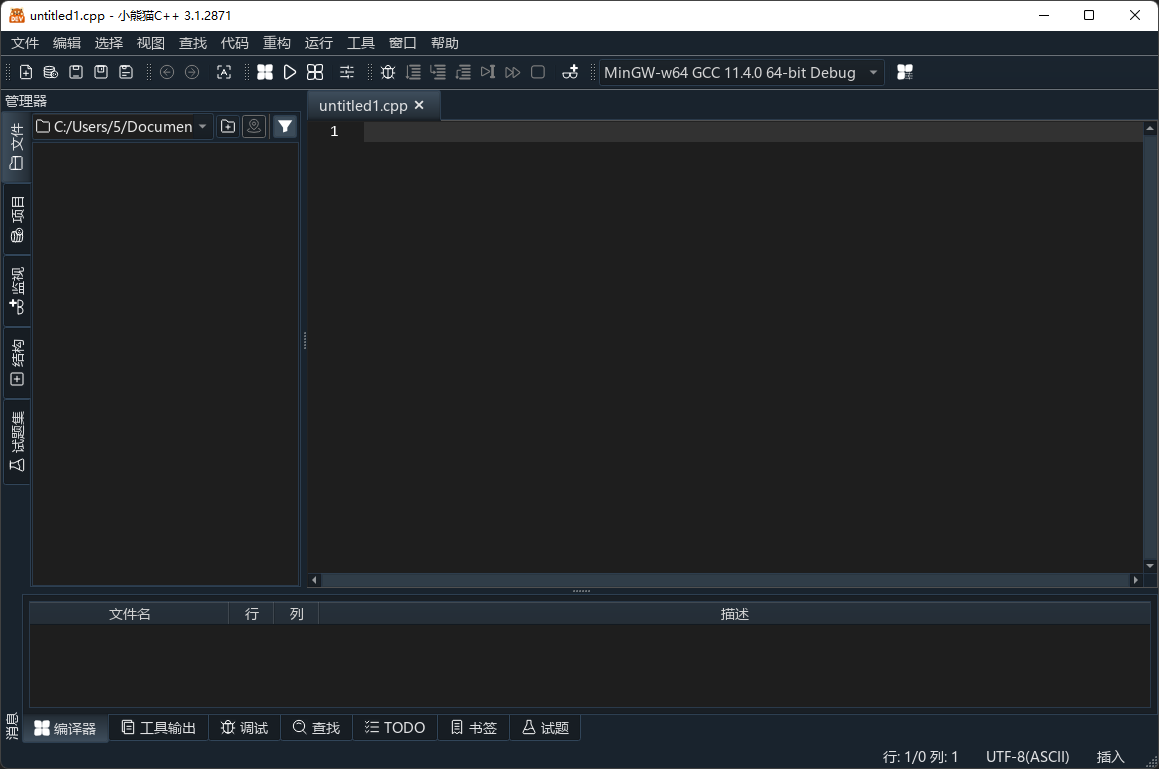 untitled1.cpp - 小熊猫C++ 3.1.2871
文件 编辑 选择 视图 查找 代码 重构 运行 工具 窗口 帮助
MinGW-w64 GCC 11.4.0 64-bit Debug
管理器
untitled1.cpp
C:/Users/5/Documen
1
文件
项目
监视
结构
试题集
文件名 行 列 描述
消息
编译器 工具输出 调试 查找 TODO 书签 试题
行: 1/0 列: 1 UTF-8(ASCII) 插入